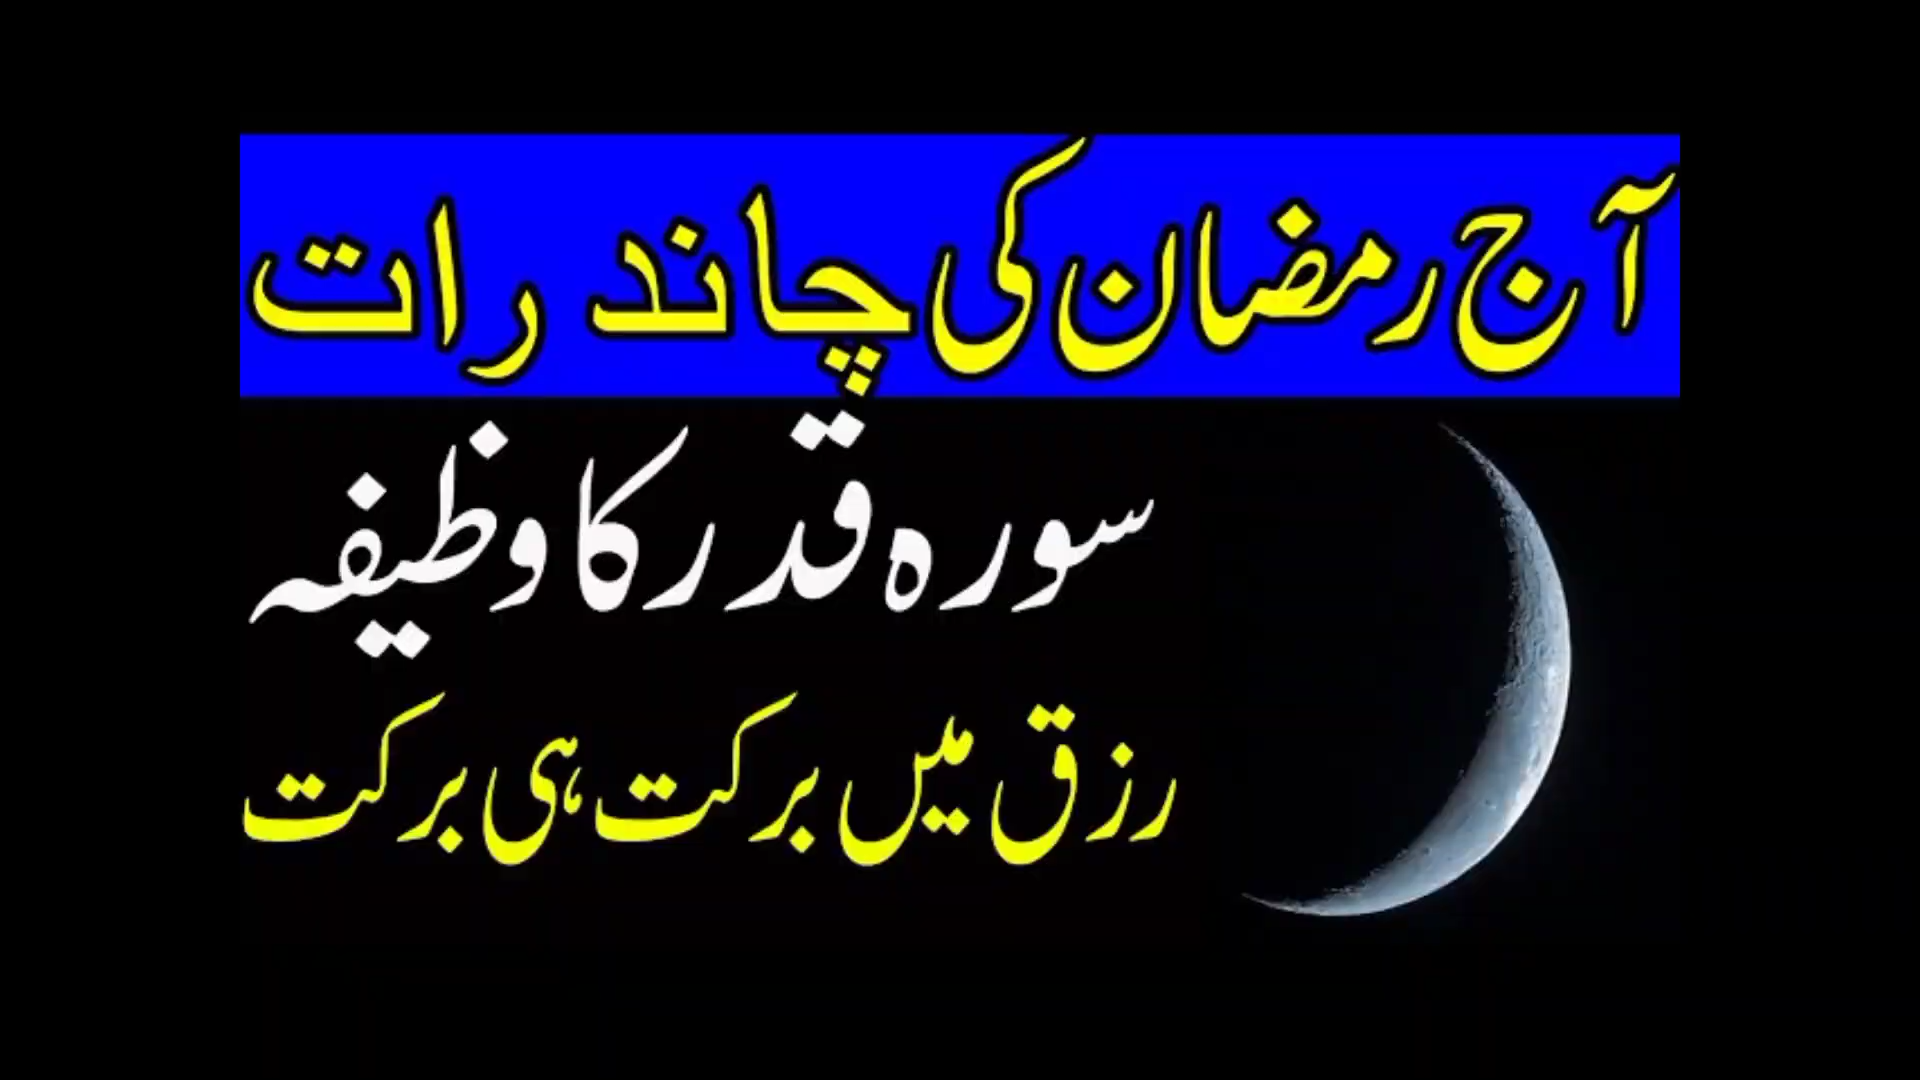 آج رمضان کی چاند رات
سورہ قدر کا وظیفہ
رزق میں برکت ہی برکت